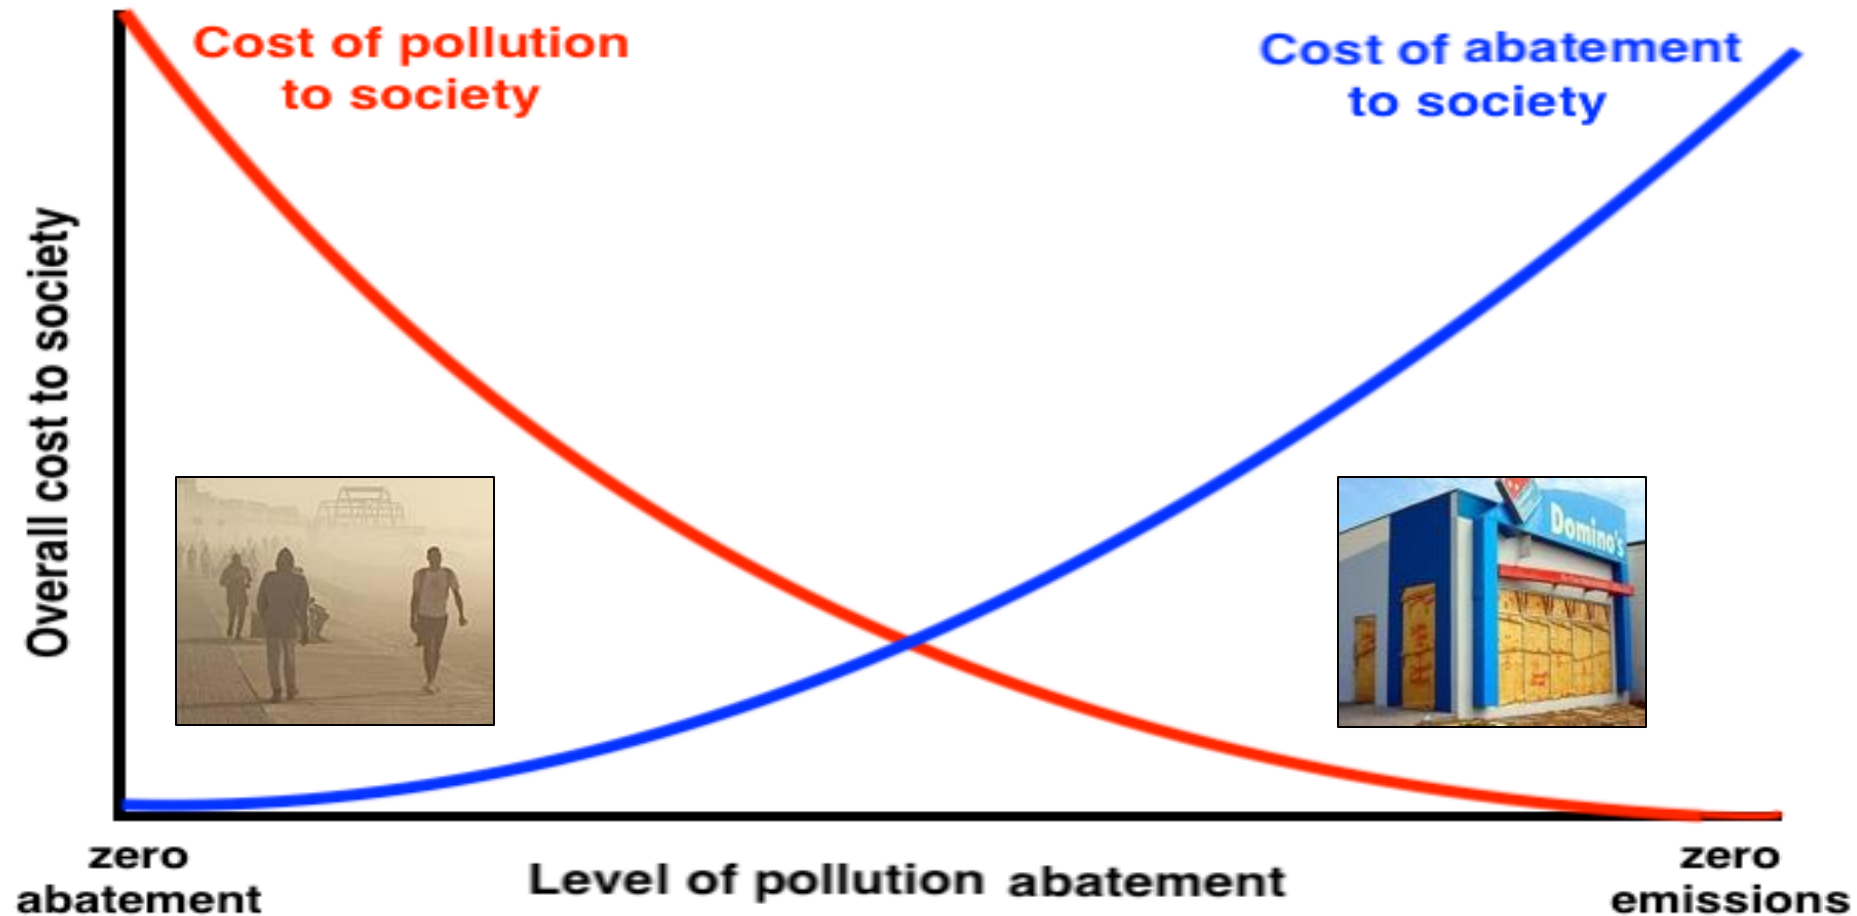 Cost of pollution
to society
Cost of abatement
to society
Overall cost to society
Domino's
zero
abatement
Level of pollution abatement
zero
emissions